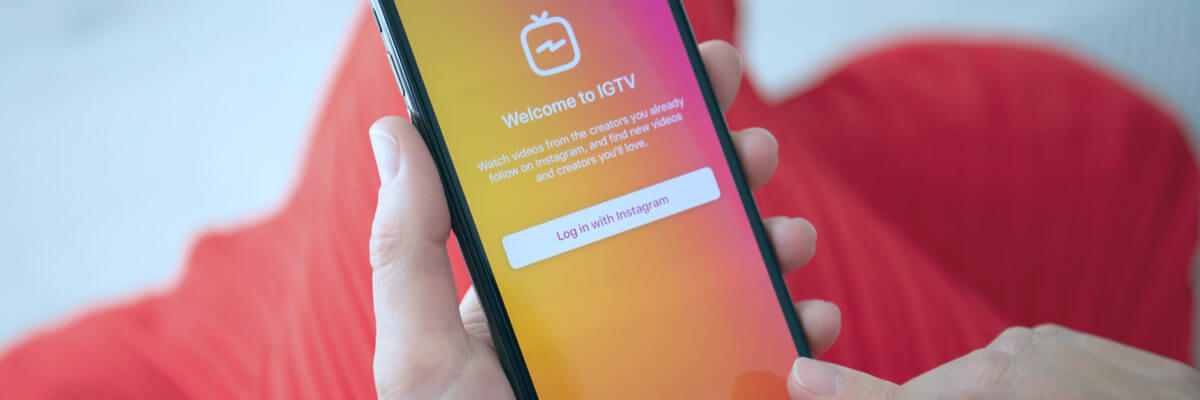 Welcome to IGTV
Watch videos from the creators you already
follow on Instagram, and find new videos
and creators you'll love.
Log in with Instagram